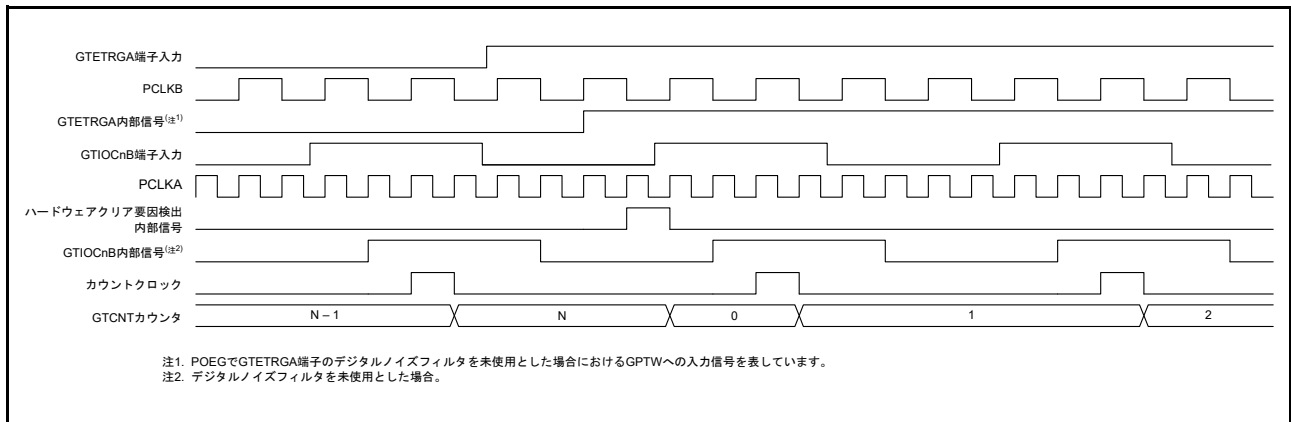 GTETRGA端子入力
PCLKB
GTETRGA内部信号(注1)
GTIOCnB端子入力
PCLKA
ハードウェアクリア要因検出
内部信号
GTIOCnB内部信号(注2)
カウントクロック
GTCNTカウンタ N – 1 N 0 1 2
注1. POEGでGTETRGA端子のデジタルノイズフィルタを未使用とした場合におけるGPTWへの入力信号を表しています。
注2. デジタルノイズフィルタを未使用とした場合。